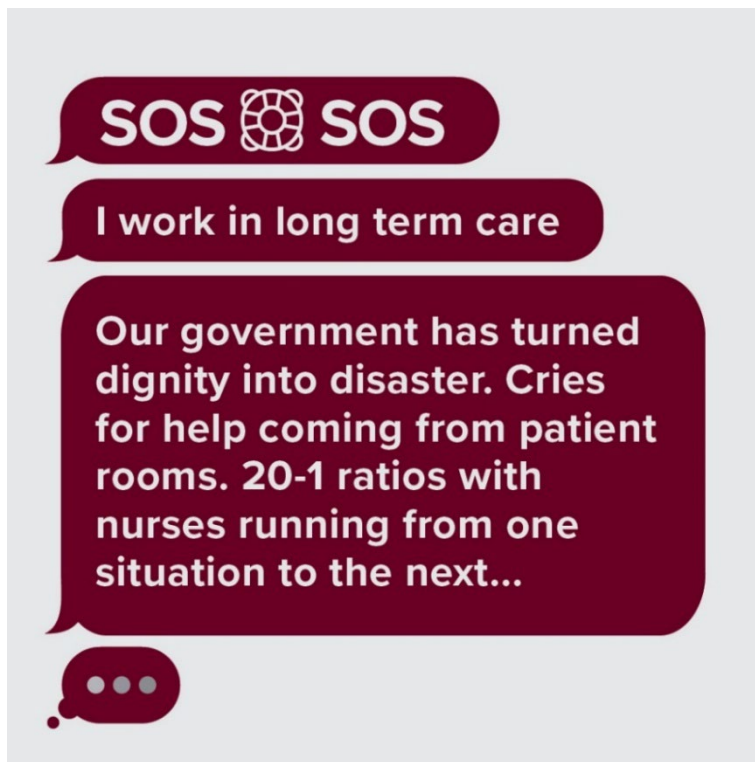 SOS SOS
I work in long term care
Our government has turned
dignity into disaster. Cries
for help coming from patient
rooms. 20-1 ratios with
nurses running from one
situation to the next...